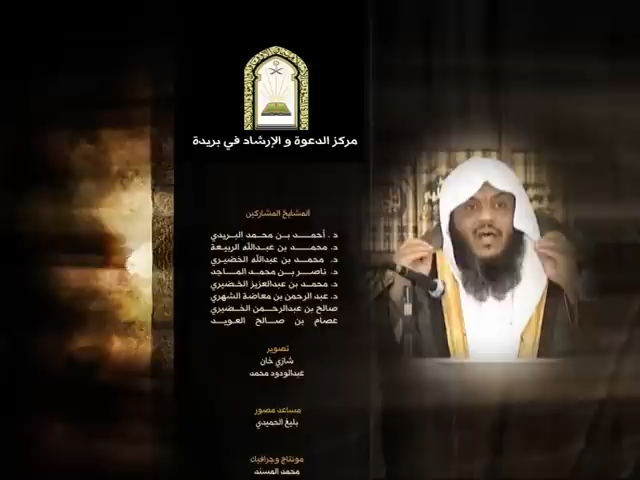 مركز الدعوة و الإرشاد في بريدة
المشايخ المشاركين
د . أحمد بن محمد البريدي
د. محمد بن عبدالله الربيعة
د. محمد بن عبدالله الخضيري
د. ناصر بن محمد الماجد
د. محمد بن عبدالعزيز الخضيري
د. عبد الرحمن بن معاضة الشهري
صالح بن عبدالرحمن الخضيري
عصام بن صالح العويد
تصوير
شازي خان
عبدالودود محمد
مساعد مصور
بليغ الحميدي
مونتاج وجرافيك
محمد المسند